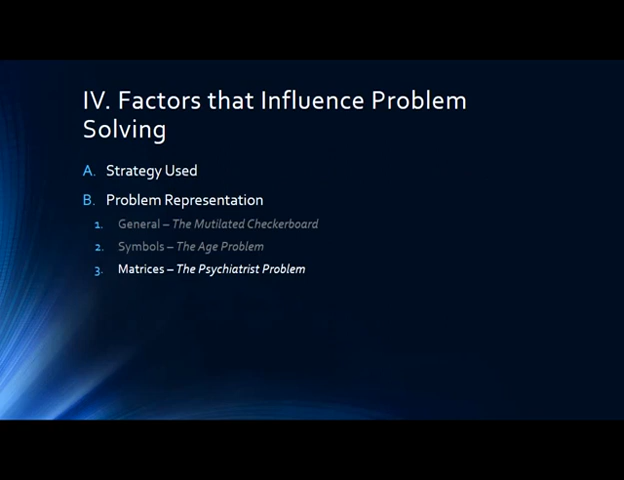 IV. Factors that Influence Problem
Solving
A. Strategy Used
B. Problem Representation
1. General – The Mutilated Checkerboard
2. Symbols – The Age Problem
3. Matrices – The Psychiatrist Problem